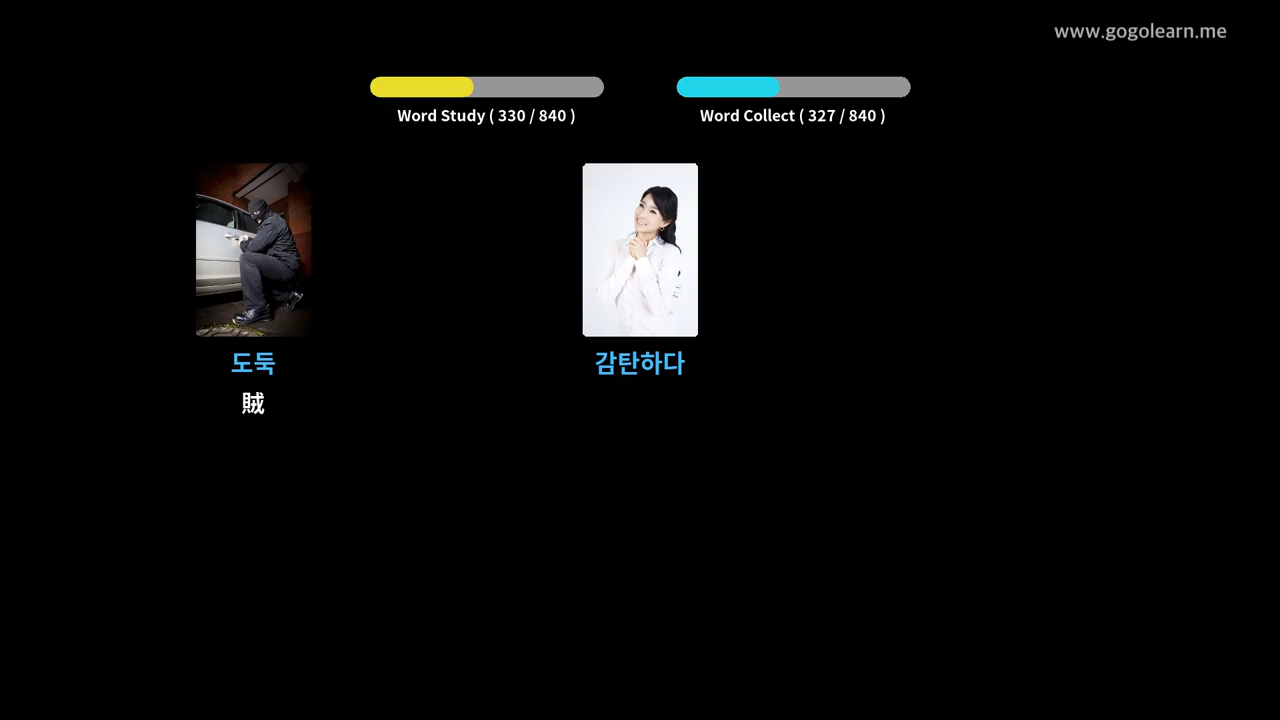 www.gogolearn.me
Word Study ( 330 / 840 )
Word Collect ( 327 / 840 )
도둑
賊
감탄하다